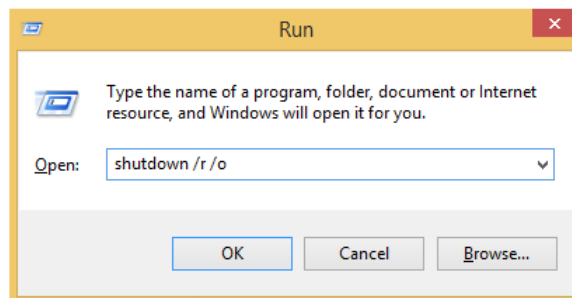 Run
Type the name of a program, folder, document or Internet
resource, and Windows will open it for you.
Open: shutdown /r /o
OK Cancel Browse...